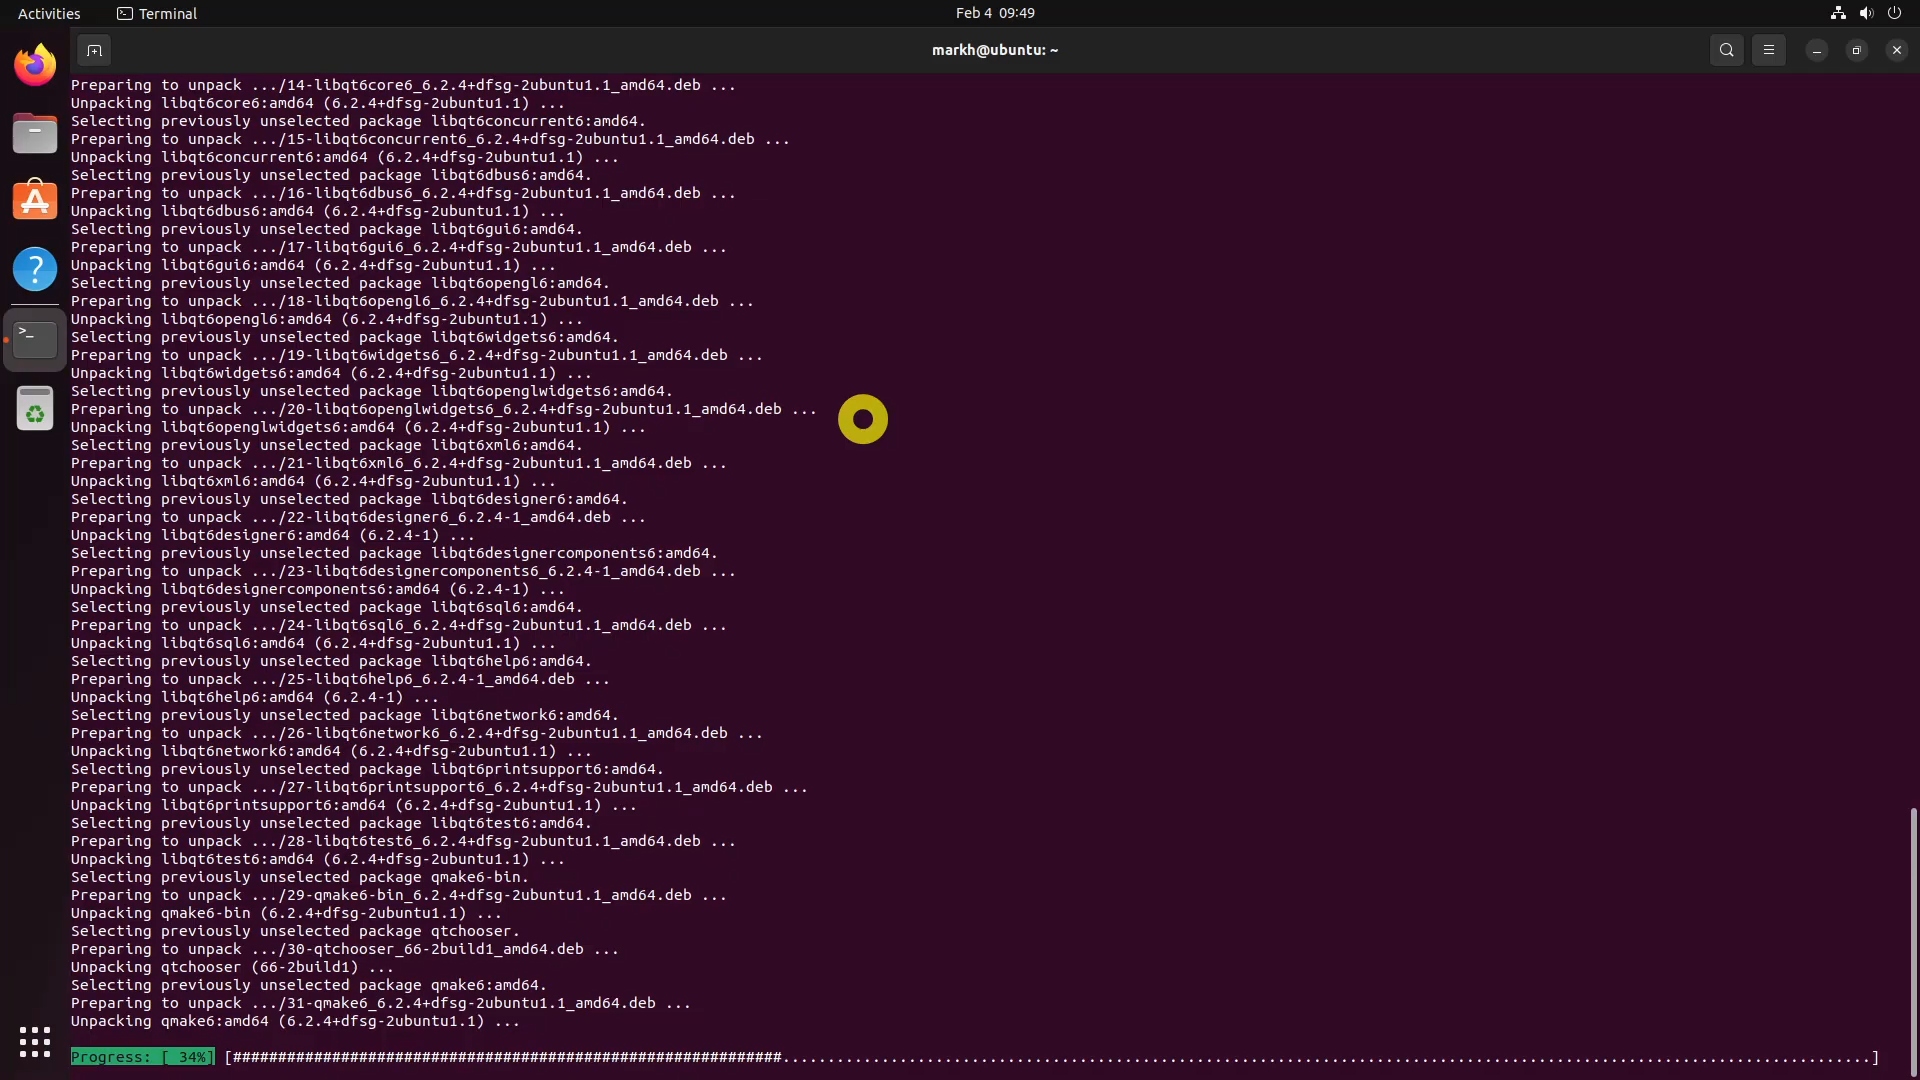 Activities
Terminal
Feb 4 09:49
markh@ubuntu: ~
Preparing to unpack .../14-libqt6core6_6.2.4+dfsg-2ubuntu1.1_amd64.deb ...
Unpacking libqt6core6:amd64 (6.2.4+dfsg-2ubuntu1.1) ...
Selecting previously unselected package libqt6concurrent6:amd64.
Preparing to unpack .../15-libqt6concurrent6_6.2.4+dfsg-2ubuntu1.1_amd64.deb ...
Unpacking libqt6concurrent6:amd64 (6.2.4+dfsg-2ubuntu1.1) ...
Selecting previously unselected package libqt6dbus6:amd64.
Preparing to unpack .../16-libqt6dbus6_6.2.4+dfsg-2ubuntu1.1_amd64.deb ...
Unpacking libqt6dbus6:amd64 (6.2.4+dfsg-2ubuntu1.1) ...
Selecting previously unselected package libqt6gui6:amd64.
Preparing to unpack .../17-libqt6gui6_6.2.4+dfsg-2ubuntu1.1_amd64.deb ...
Unpacking libqt6gui6:amd64 (6.2.4+dfsg-2ubuntu1.1) ...
Selecting previously unselected package libqt6opengl6:amd64.
Preparing to unpack .../18-libqt6opengl6_6.2.4+dfsg-2ubuntu1.1_amd64.deb ...
Unpacking libqt6opengl6:amd64 (6.2.4+dfsg-2ubuntu1.1) ...
Selecting previously unselected package libqt6widgets6:amd64.
Preparing to unpack .../19-libqt6widgets6_6.2.4+dfsg-2ubuntu1.1_amd64.deb ...
Unpacking libqt6widgets6:amd64 (6.2.4+dfsg-2ubuntu1.1) ...
Selecting previously unselected package libqt6openglwidgets6:amd64.
Preparing to unpack .../20-libqt6openglwidgets6_6.2.4+dfsg-2ubuntu1.1_amd64.deb ...
Unpacking libqt6openglwidgets6:amd64 (6.2.4+dfsg-2ubuntu1.1) ...
Selecting previously unselected package libqt6xml6:amd64.
Preparing to unpack .../21-libqt6xml6_6.2.4+dfsg-2ubuntu1.1_amd64.deb ...
Unpacking libqt6xml6:amd64 (6.2.4+dfsg-2ubuntu1.1) ...
Selecting previously unselected package libqt6designer6:amd64.
Preparing to unpack .../22-libqt6designer6_6.2.4-1_amd64.deb ...
Unpacking libqt6designer6:amd64 (6.2.4-1) ...
Selecting previously unselected package libqt6designercomponents6:amd64.
Preparing to unpack .../23-libqt6designercomponents6_6.2.4-1_amd64.deb ...
Unpacking libqt6designercomponents6:amd64 (6.2.4-1) ...
Selecting previously unselected package libqt6sql6:amd64.
Preparing to unpack .../24-libqt6sql6_6.2.4+dfsg-2ubuntu1.1_amd64.deb ...
Unpacking libqt6sql6:amd64 (6.2.4+dfsg-2ubuntu1.1) ...
Selecting previously unselected package libqt6help6:amd64.
Preparing to unpack .../25-libqt6help6_6.2.4-1_amd64.deb ...
Unpacking libqt6help6:amd64 (6.2.4-1) ...
Selecting previously unselected package libqt6network6:amd64.
Preparing to unpack .../26-libqt6network6_6.2.4+dfsg-2ubuntu1.1_amd64.deb ...
Unpacking libqt6network6:amd64 (6.2.4+dfsg-2ubuntu1.1) ...
Selecting previously unselected package libqt6printsupport6:amd64.
Preparing to unpack .../27-libqt6printsupport6_6.2.4+dfsg-2ubuntu1.1_amd64.deb ...
Unpacking libqt6printsupport6:amd64 (6.2.4+dfsg-2ubuntu1.1) ...
Selecting previously unselected package libqt6test6:amd64.
Preparing to unpack .../28-libqt6test6_6.2.4+dfsg-2ubuntu1.1_amd64.deb ...
Unpacking libqt6test6:amd64 (6.2.4+dfsg-2ubuntu1.1) ...
Selecting previously unselected package qmake6-bin.
Preparing to unpack .../29-qmake6-bin_6.2.4+dfsg-2ubuntu1.1_amd64.deb ...
Unpacking qmake6-bin (6.2.4+dfsg-2ubuntu1.1) ...
Selecting previously unselected package qtchooser.
Preparing to unpack .../30-qtchooser_66-2build1_amd64.deb ...
Unpacking qtchooser (66-2build1) ...
Selecting previously unselected package qmake6:amd64.
Preparing to unpack .../31-qmake6_6.2.4+dfsg-2ubuntu1.1_amd64.deb ...
Unpacking qmake6:amd64 (6.2.4+dfsg-2ubuntu1.1) ...
Progress: [ 34%] [#############################################################.........................................................................................................................]